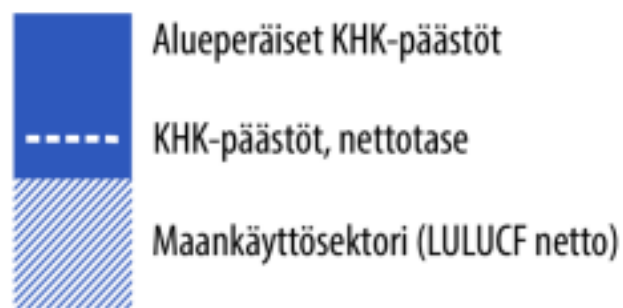 Alueperäiset KHK-päästöt
KHK-päästöt, nettotase
Maankäyttösektori (LULUCF netto)